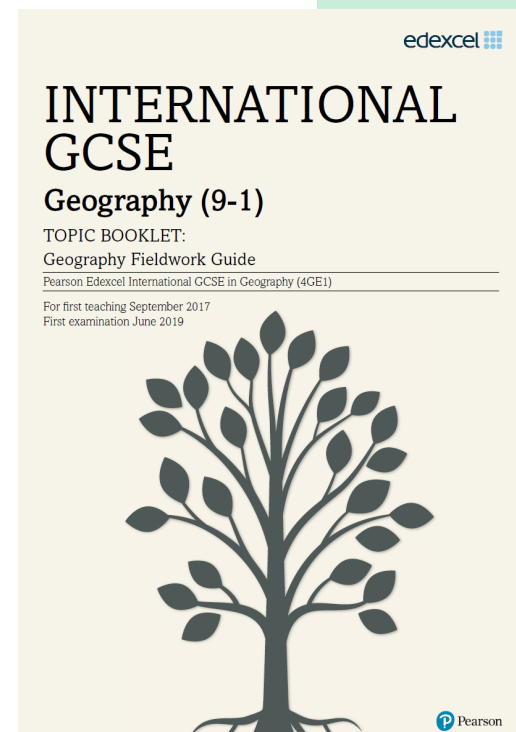 edexcel
INTERNATIONAL
GCSE
Geography (9-1)
TOPIC BOOKLET:
Geography Fieldwork Guide
Pearson Edexcel International GCSE in Geography (4GE1)
For first teaching September 2017
First examination June 2019
Pearson